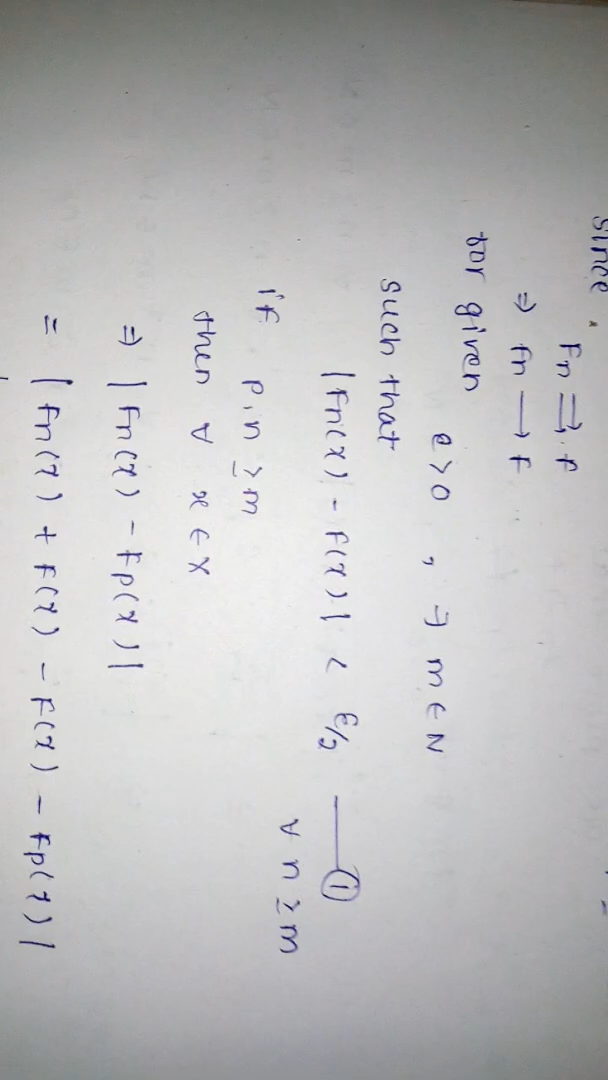 Since Fn ⇉ F
⇒ Fn → F
for given
e > 0 , ∃ m ∈ N
such that
| Fn(x) - F(x) | < ε/2 —— ①
∀ n ≥ m
if p, n ≥ m
then ∀ x ∈ X
⇒ | Fn(x) - Fp(x) |
= | Fn(x) + F(x) - F(x) - Fp(x) |